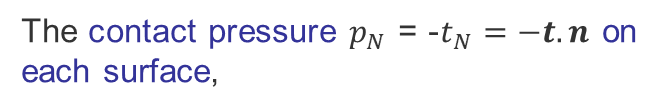 The contact pressure p_N = -t_N = −t.n on
each surface,